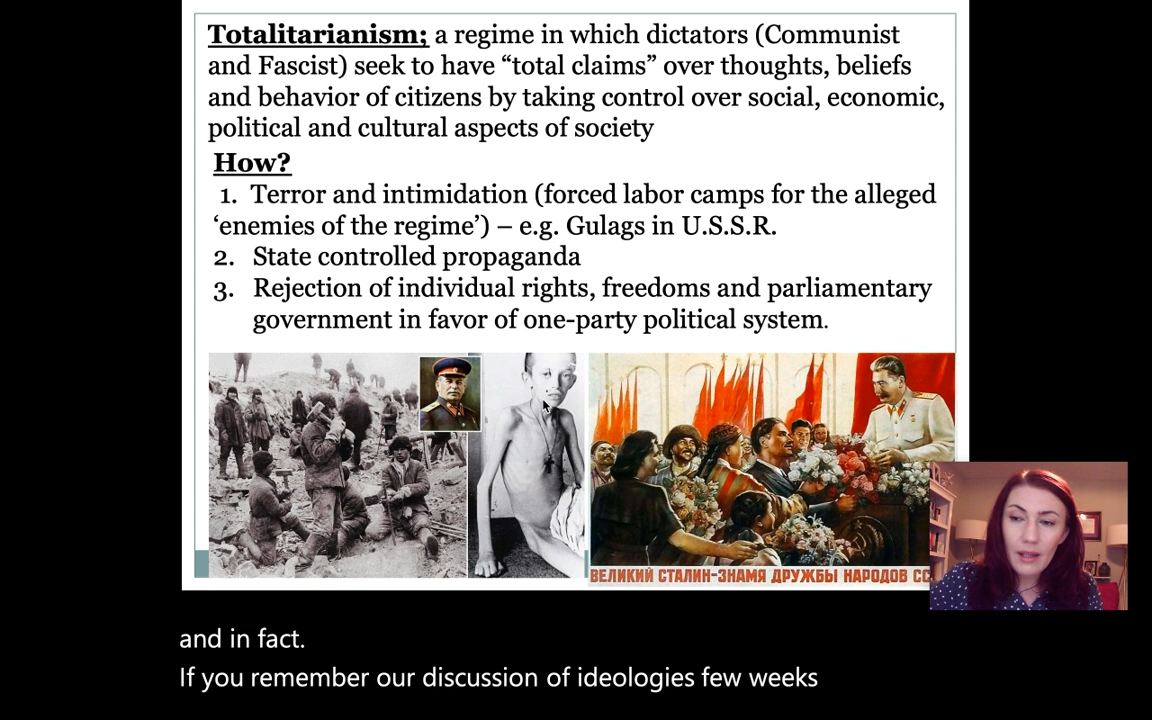 Totalitarianism; a regime in which dictators (Communist
and Fascist) seek to have “total claims” over thoughts, beliefs
and behavior of citizens by taking control over social, economic,
political and cultural aspects of society
How?
1. Terror and intimidation (forced labor camps for the alleged
‘enemies of the regime’) – e.g. Gulags in U.S.S.R.
2. State controlled propaganda
3. Rejection of individual rights, freedoms and parliamentary
government in favor of one-party political system.
ВЕЛИКИЙ СТАЛИН-ЗНАМЯ ДРУЖБЫ НАРОДОВ СС
and in fact.
If you remember our discussion of ideologies few weeks